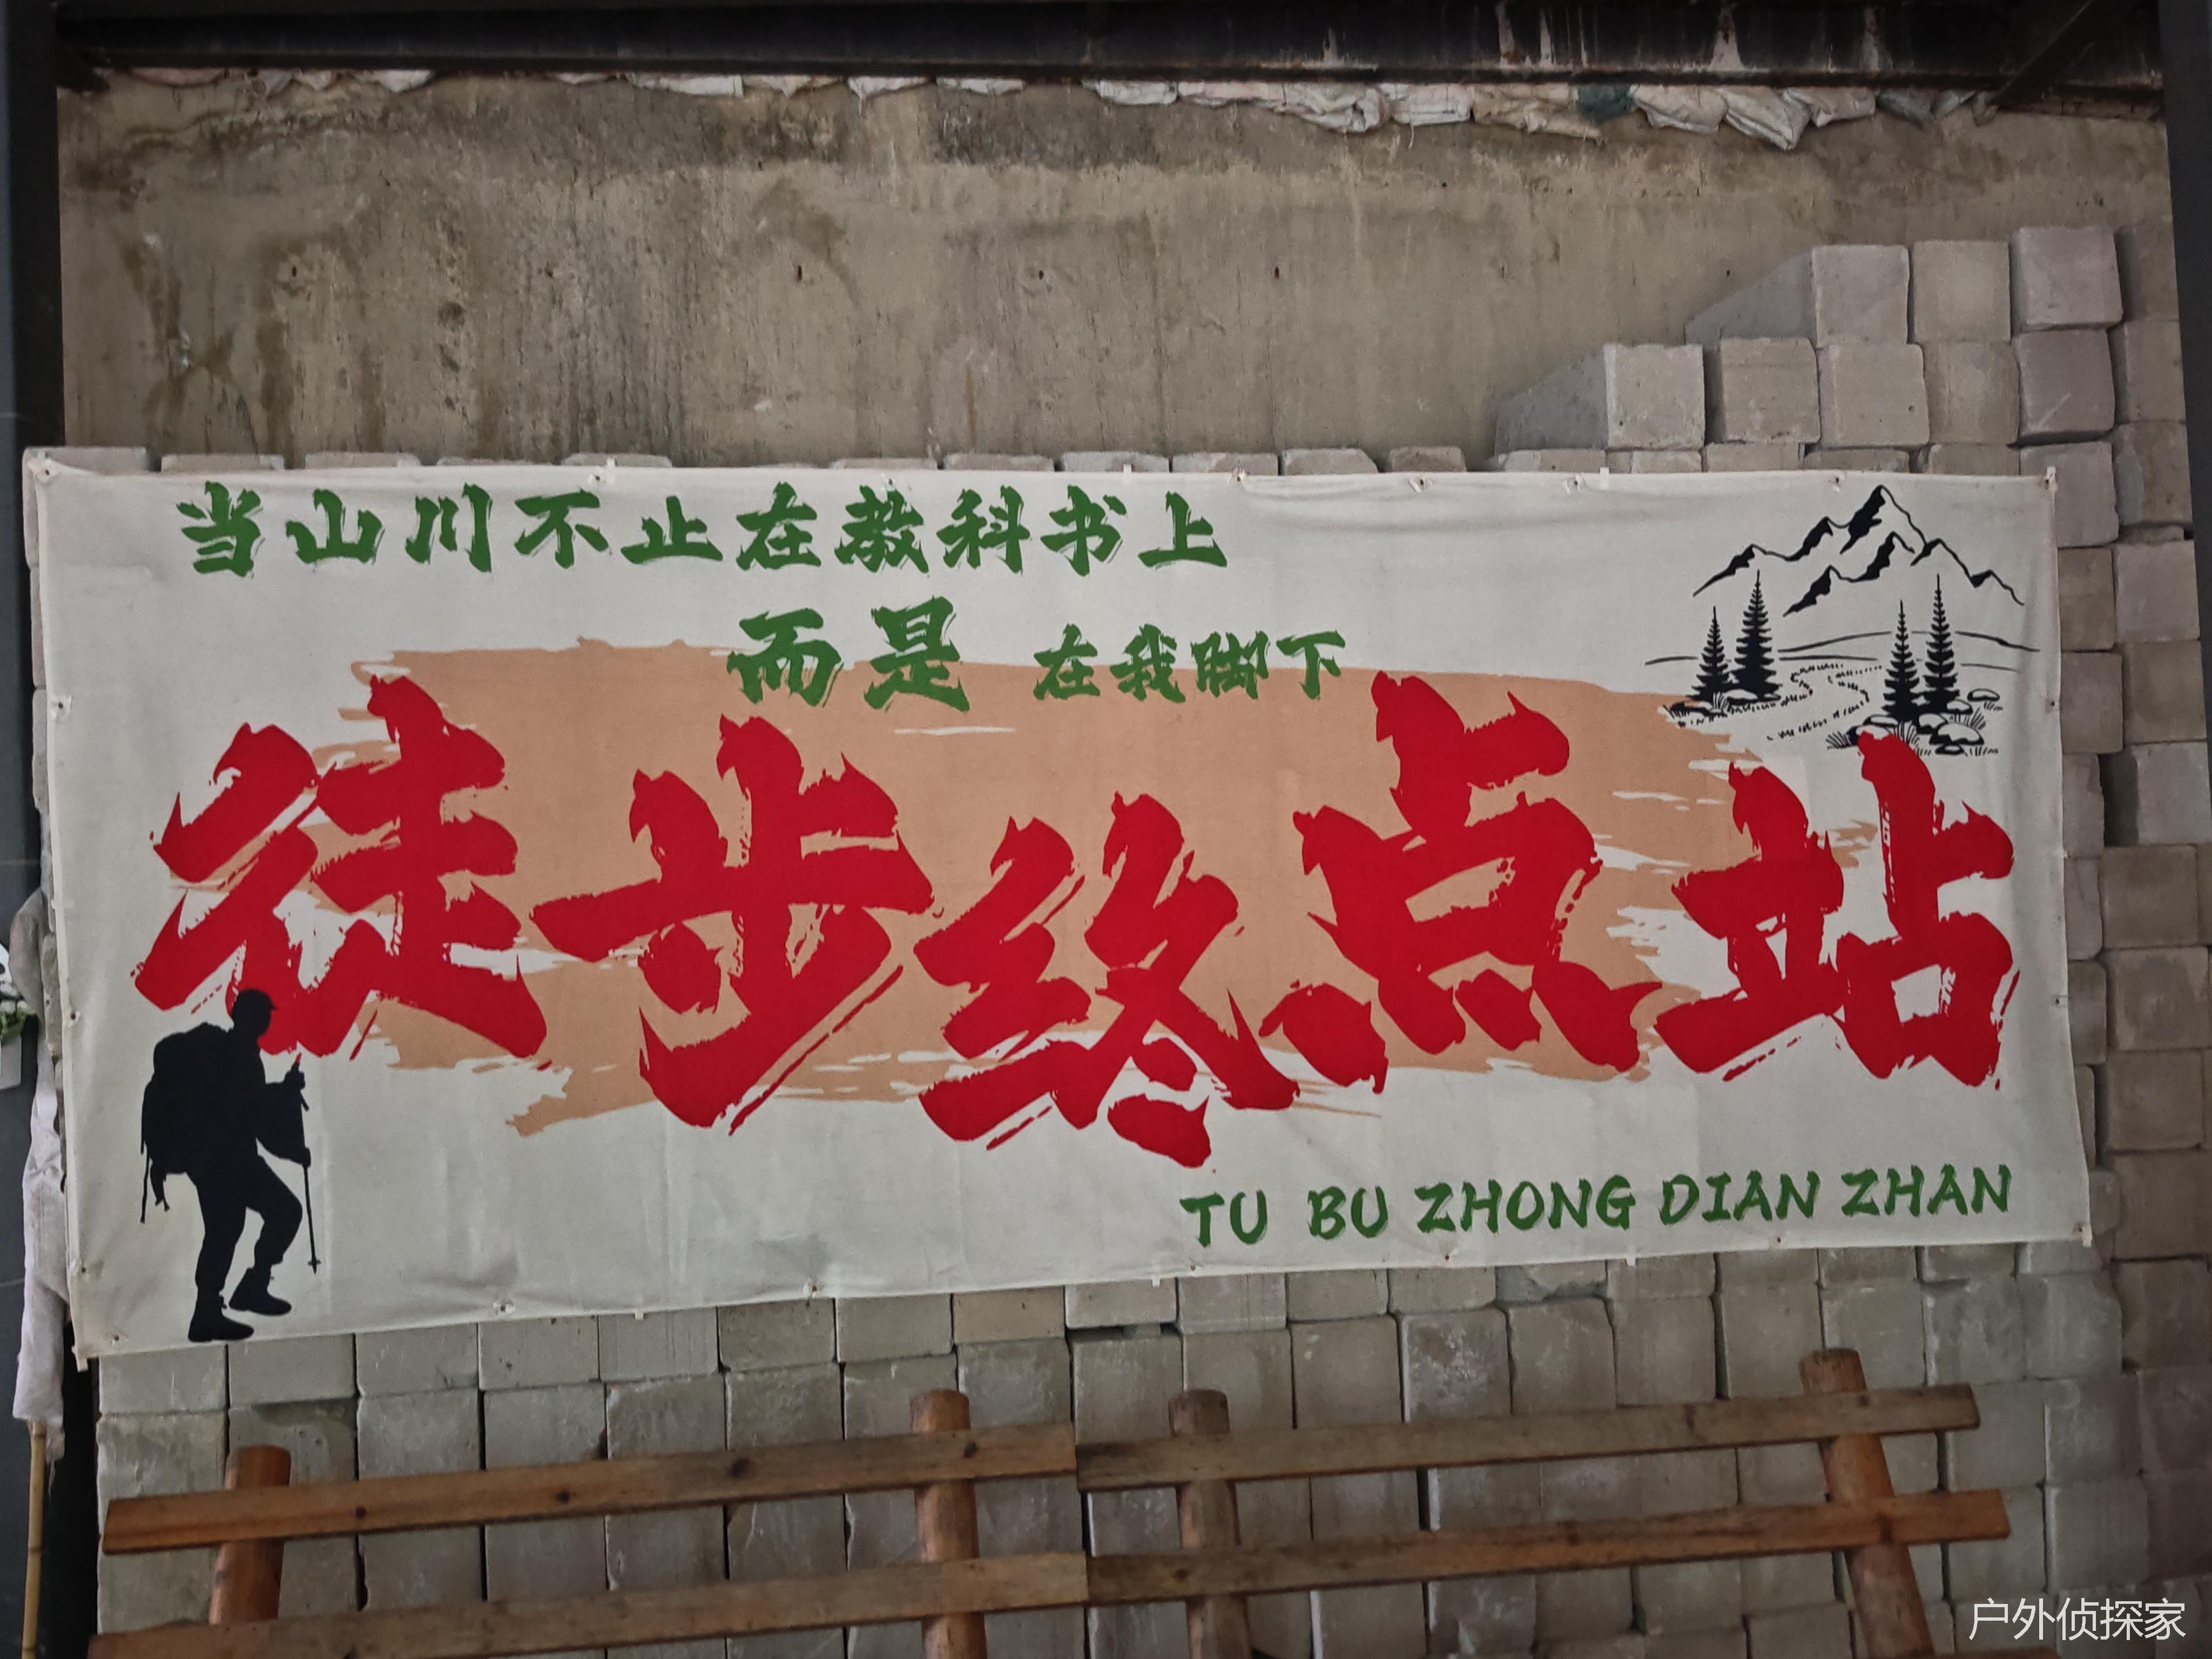 当山川不止在教科书上
而是 在我脚下
徒步终点站
TU BU ZHONG DIAN ZHAN
户外侦探家